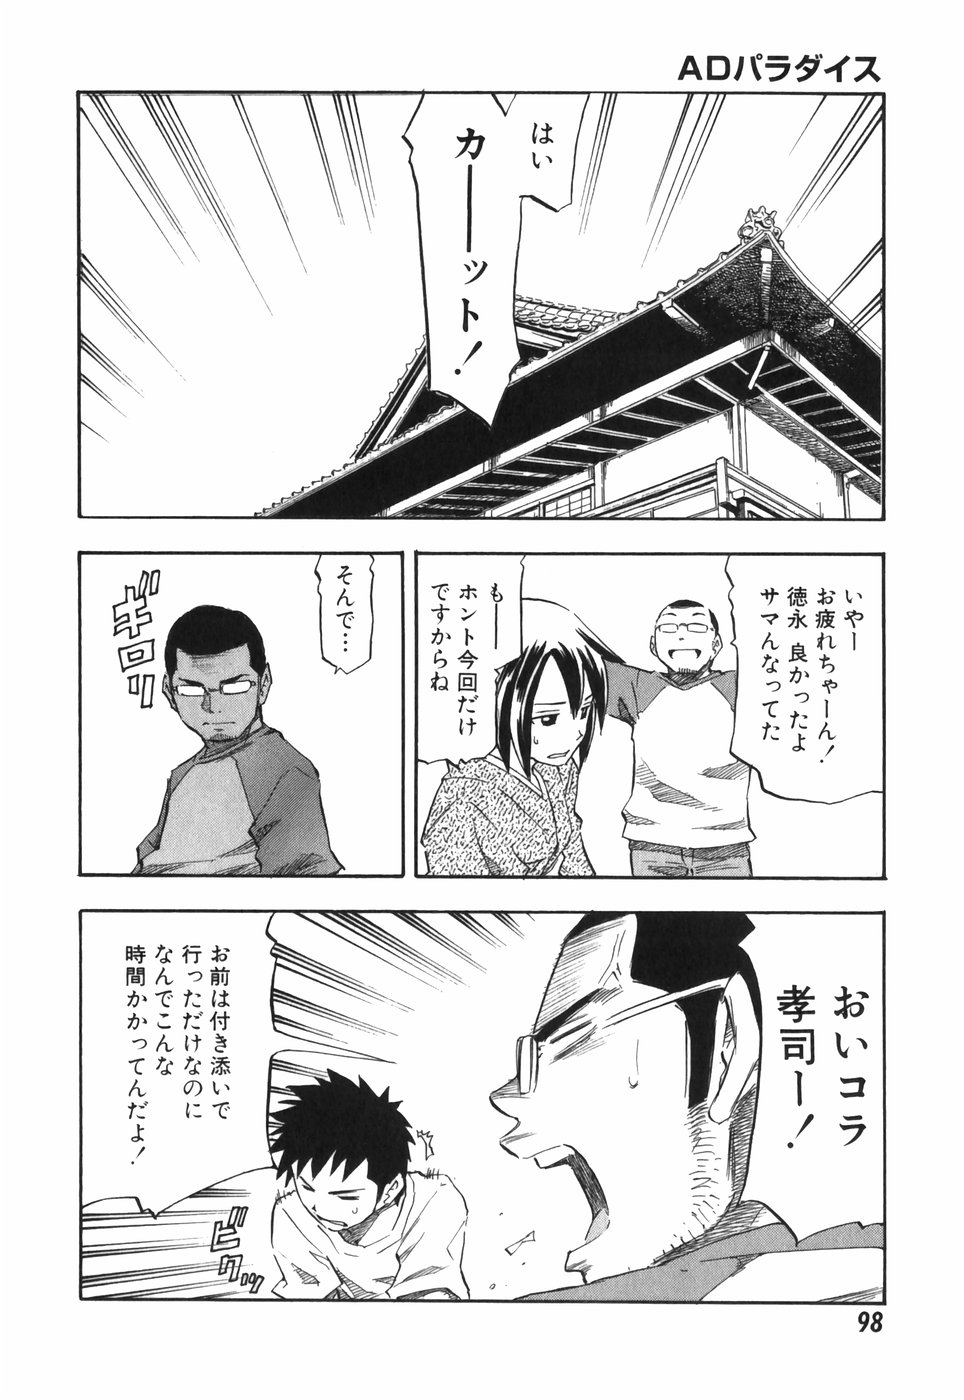 ADパラダイス
はい
カーーット！
いやー
お疲れちゃーん！
徳永 良かったよ
サマんなってた
もー
ホント今回だけ
ですからね
そんで…
ギロリ
おいコラ
孝司ー！
お前は付き添いで
行っただけなのに
なんでこんな
時間かかってんだよ！
ビクッ
98